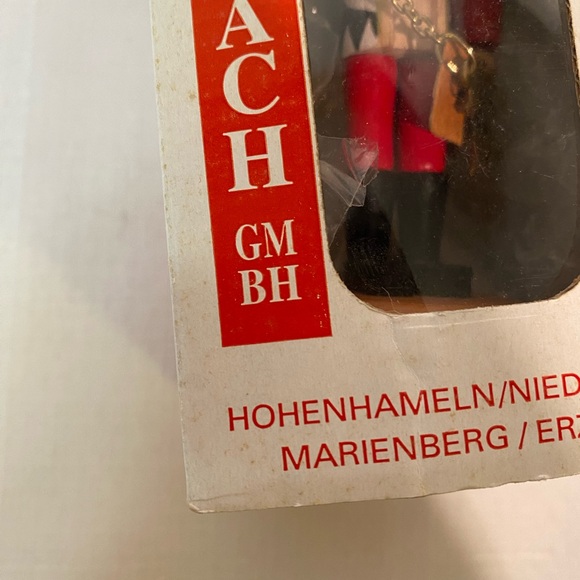 ACH
GM
BH
HOHENHAMELN/NIED
MARIENBERG / ERZ